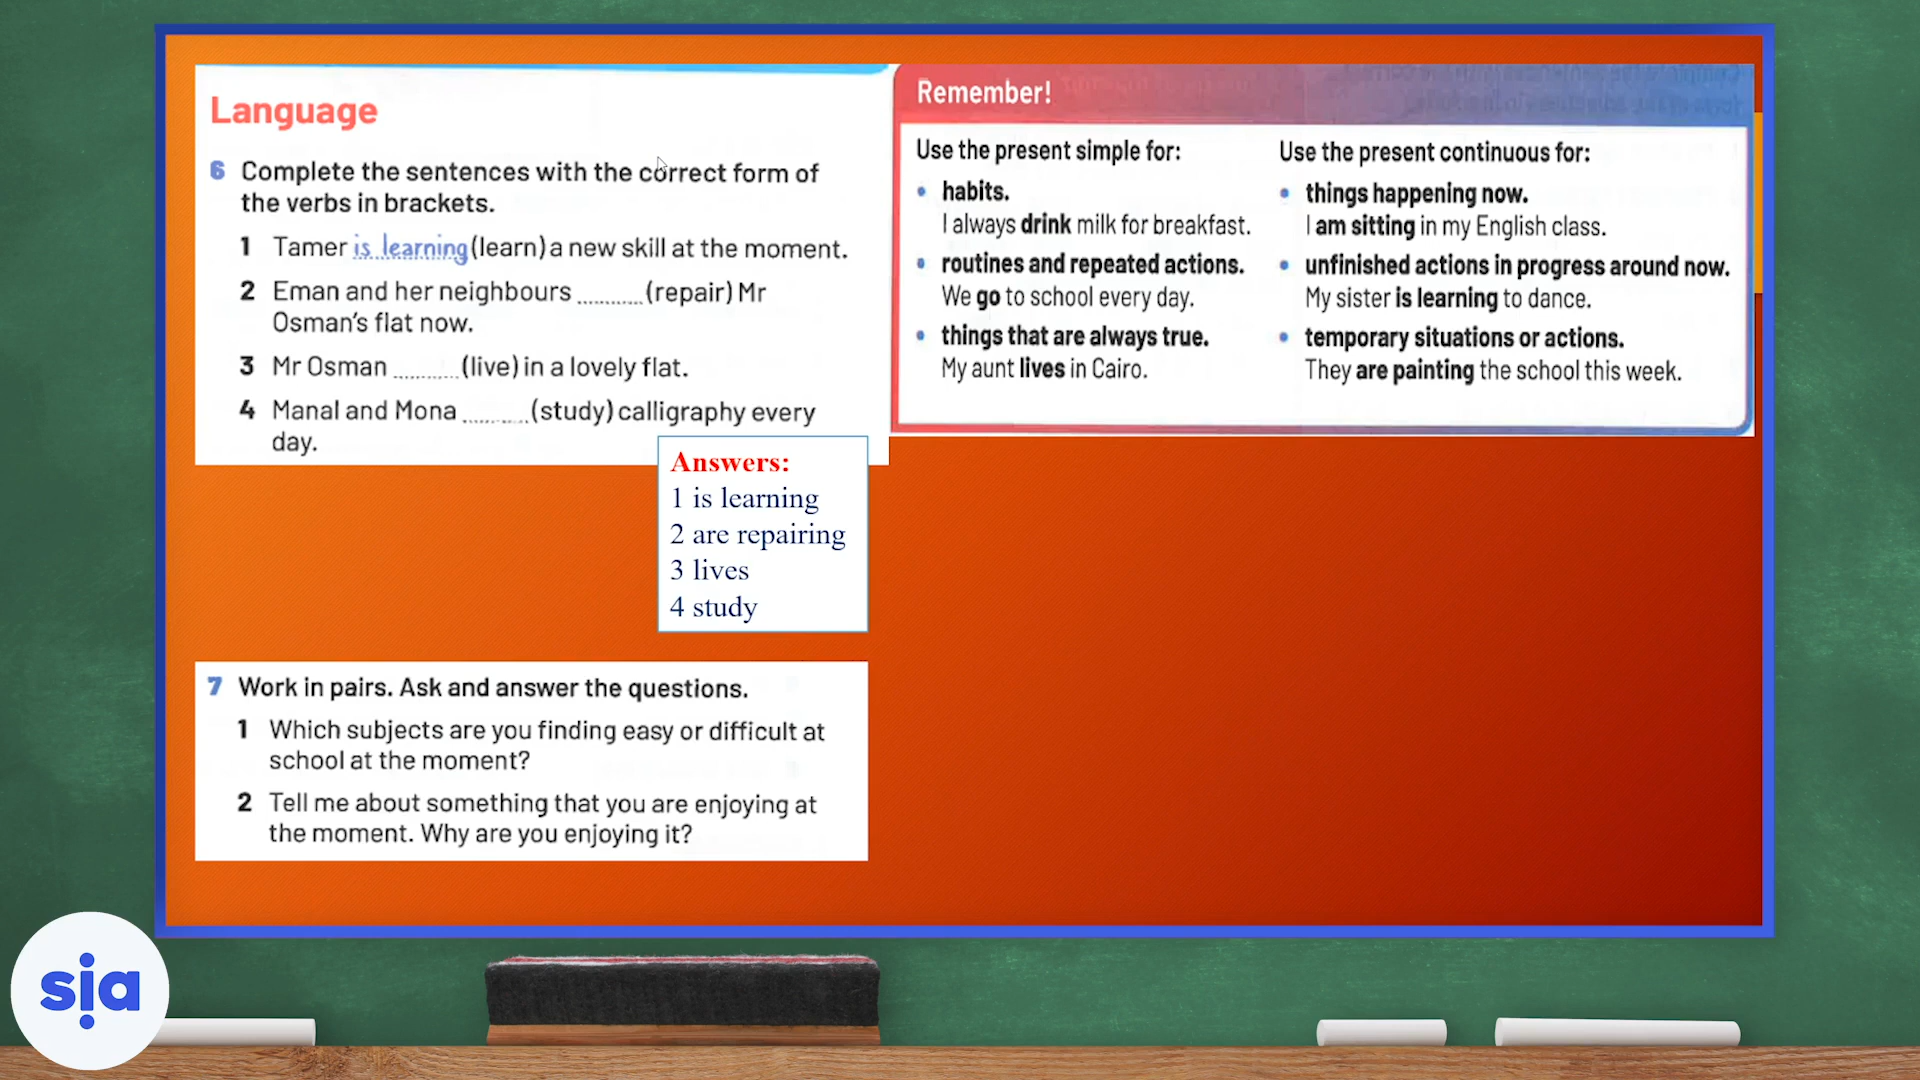 Language
6 Complete the sentences with the correct form of
the verbs in brackets.
1 Tamer is learning (learn) a new skill at the moment.
2 Eman and her neighbours .......... (repair) Mr
Osman's flat now.
3 Mr Osman .......... (live) in a lovely flat.
4 Manal and Mona .......... (study) calligraphy every
day.
Answers:
1 is learning
2 are repairing
3 lives
4 study
7 Work in pairs. Ask and answer the questions.
1 Which subjects are you finding easy or difficult at
school at the moment?
2 Tell me about something that you are enjoying at
the moment. Why are you enjoying it?
Remember!
Use the present simple for:
• habits.
I always drink milk for breakfast.
• routines and repeated actions.
We go to school every day.
• things that are always true.
My aunt lives in Cairo.
Use the present continuous for:
• things happening now.
I am sitting in my English class.
• unfinished actions in progress around now.
My sister is learning to dance.
• temporary situations or actions.
They are painting the school this week.
sia